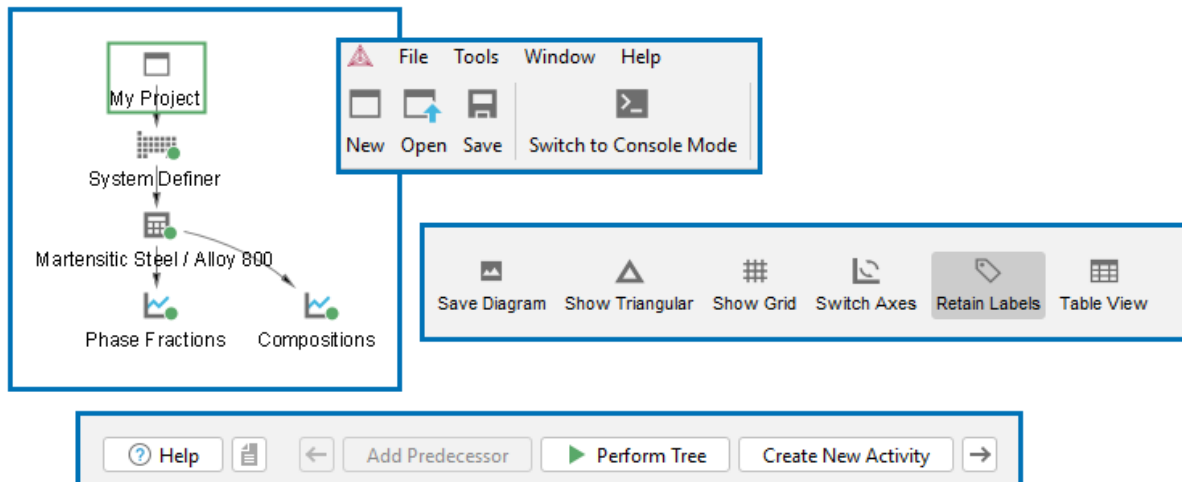 My Project
System Definer
Martensitic Steel / Alloy 800
Phase Fractions Compositions
File Tools Window Help
New Open Save Switch to Console Mode
Save Diagram Show Triangular Show Grid Switch Axes Retain Labels Table View
? Help Add Predecessor Perform Tree Create New Activity